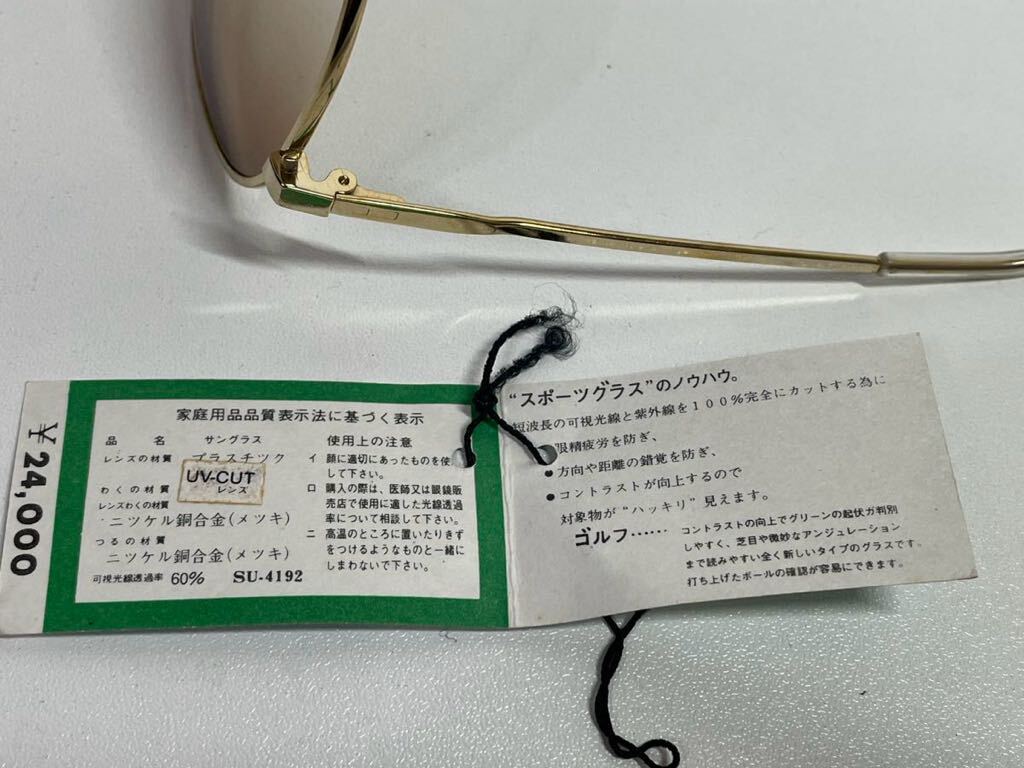 ¥24,000
家庭用品品質表示法に基づく表示
品名 サングラス
レンズの材質 プラスチツク
UV-CUT
レンズ
わくの材質
レンズわくの材質
ニツケル銅合金(メツキ)
つるの材質
ニツケル銅合金(メツキ)
可視光線透過率 60% SU-4192
使用上の注意
イ 顔に適切にあったものを使用
して下さい。
ロ 購入の際は、医師又は眼鏡販
売店で使用に適した光線透過
率について相談して下さい。
ニ 高温のところに置いたりきず
をつけるようなものと一緒に
しまわないで下さい。
“スポーツグラス”のノウハウ。
短波長の可視光線と紫外線を100%完全にカットする為に
眼精疲労を防ぎ、
●方向や距離の錯覚を防ぎ、
●コントラストが向上するので
対象物が“ハッキリ”見えます。
ゴルフ……コントラストの向上でグリーンの起伏ガ判別
しやすく、芝目や微妙なアンジュレーション
まで読みやすい全く新しいタイプのグラスです。
打ち上げたボールの確認が容易にできます。